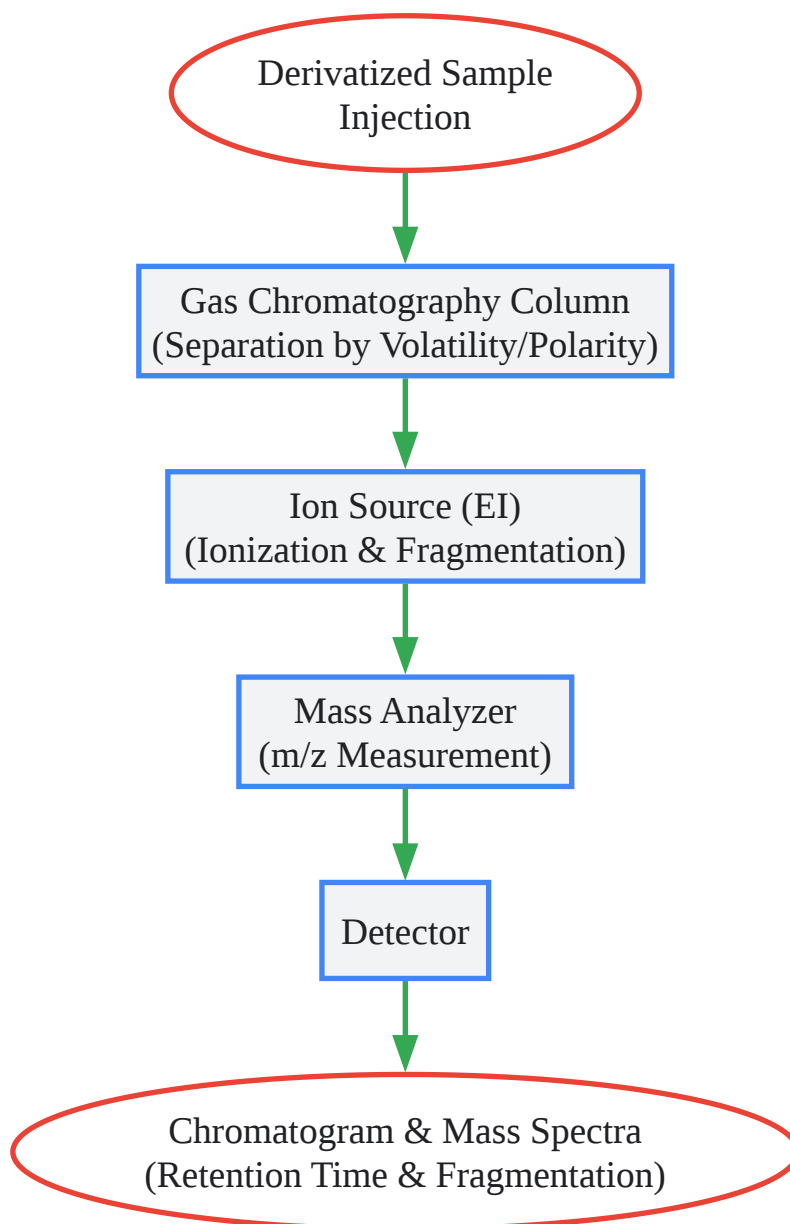 Derivatized Sample
Injection
Gas Chromatography Column
(Separation by Volatility/Polarity)
Ion Source (EI)
(Ionization & Fragmentation)
Mass Analyzer
(m/z Measurement)
Detector
Chromatogram & Mass Spectra
(Retention Time & Fragmentation)